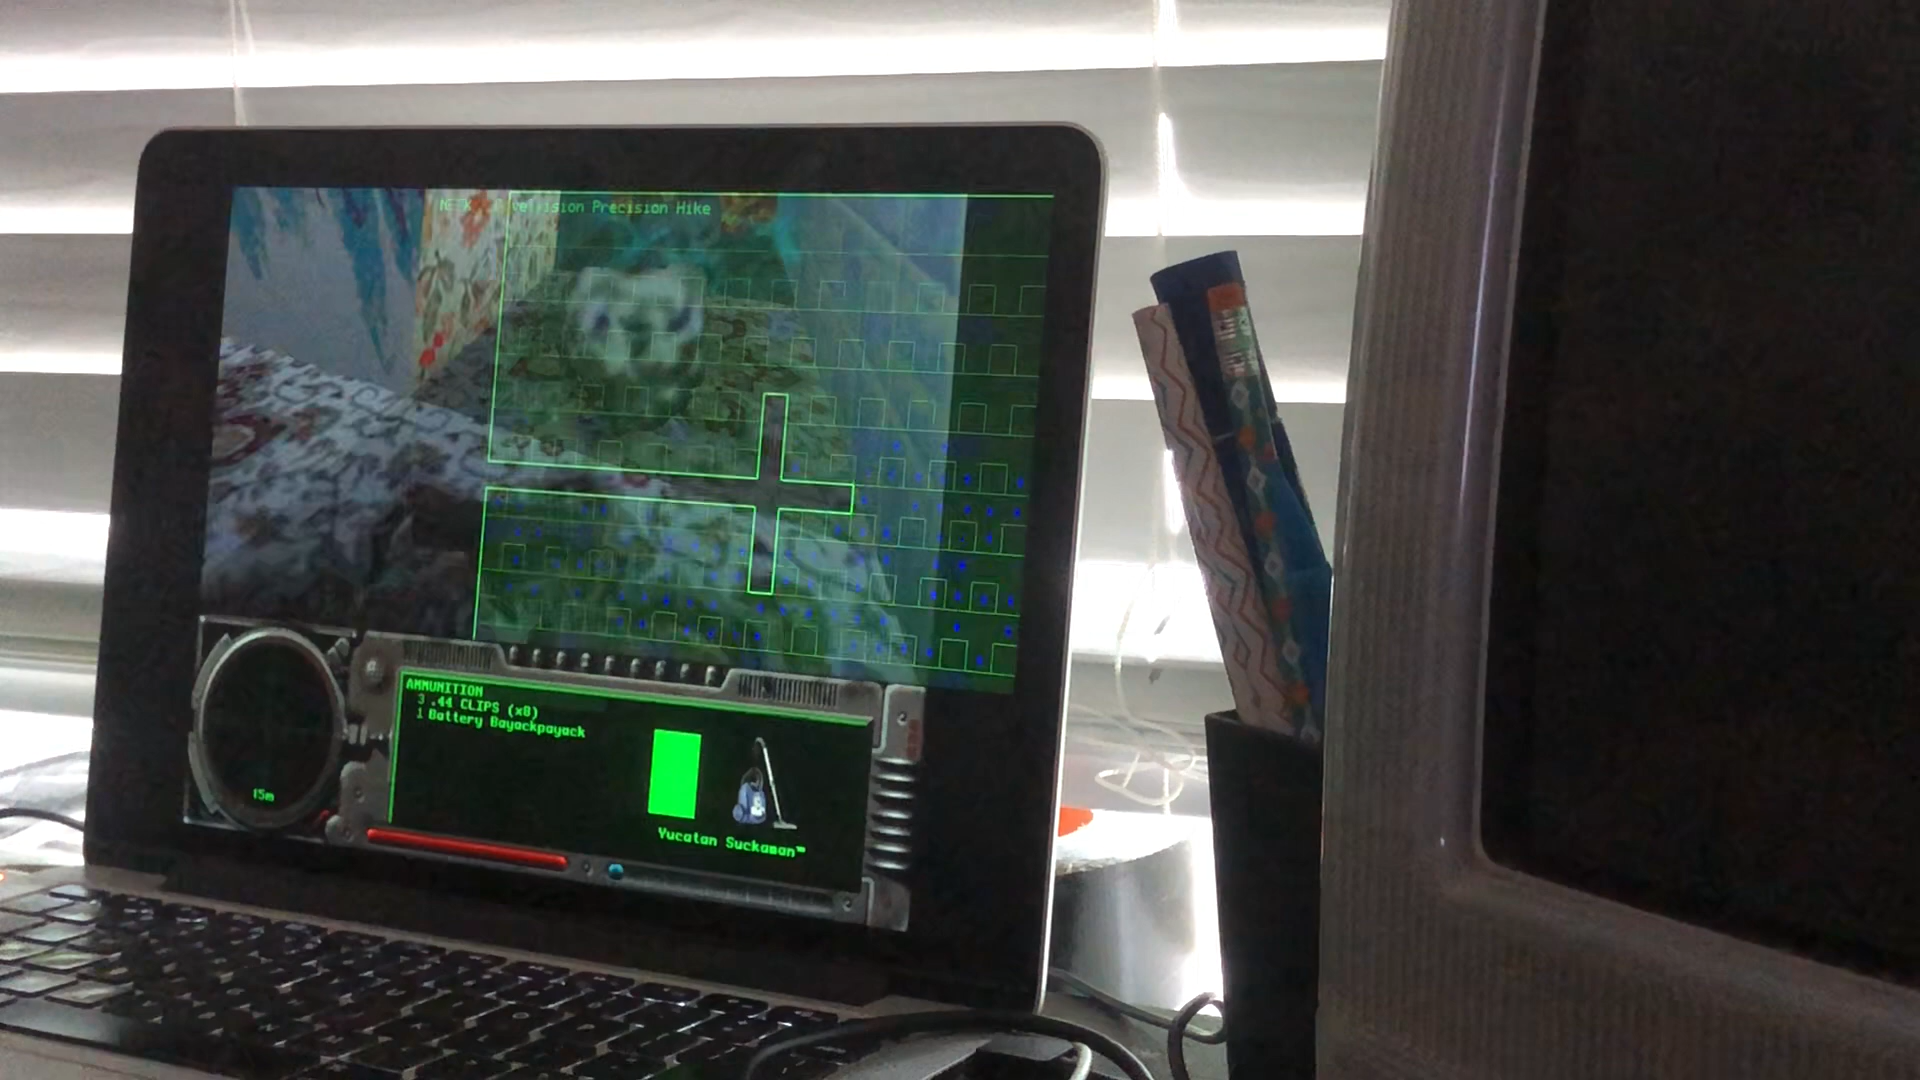 Precision Hike
AMMUNITION
3 .44 CLIPS (x8)
1 Battery Bayackpayack
15m
Yucatan Suckaman™